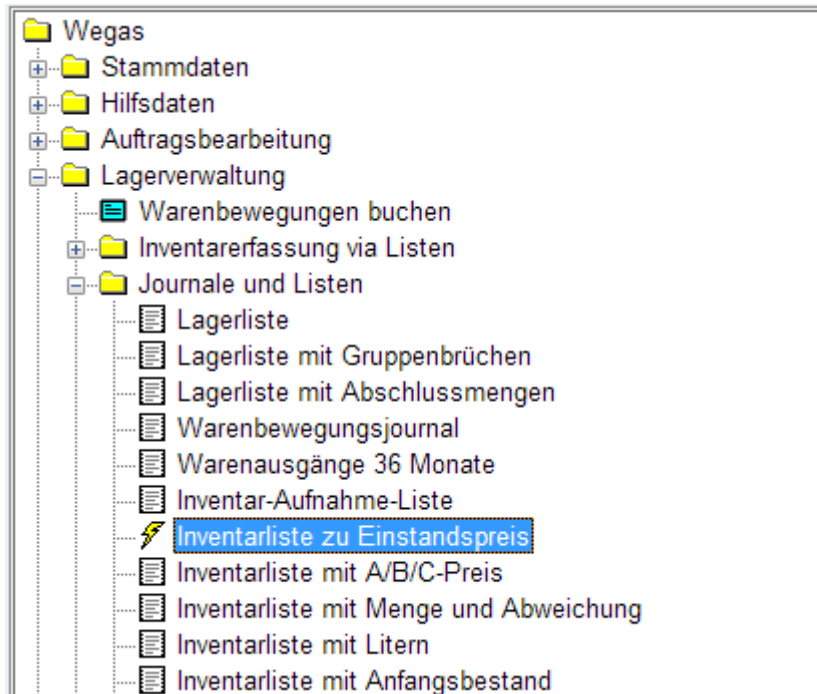 Wegas
Stammdaten
Hilfsdaten
Auftragsbearbeitung
Lagerverwaltung
Warenbewegungen buchen
Inventarerfassung via Listen
Journale und Listen
Lagerliste
Lagerliste mit Gruppenbrüchen
Lagerliste mit Abschlussmengen
Warenbewegungsjournal
Warenausgänge 36 Monate
Inventar-Aufnahme-Liste
Inventarliste zu Einstandspreis
Inventarliste mit A/B/C-Preis
Inventarliste mit Menge und Abweichung
Inventarliste mit Litern
Inventarliste mit Anfangsbestand